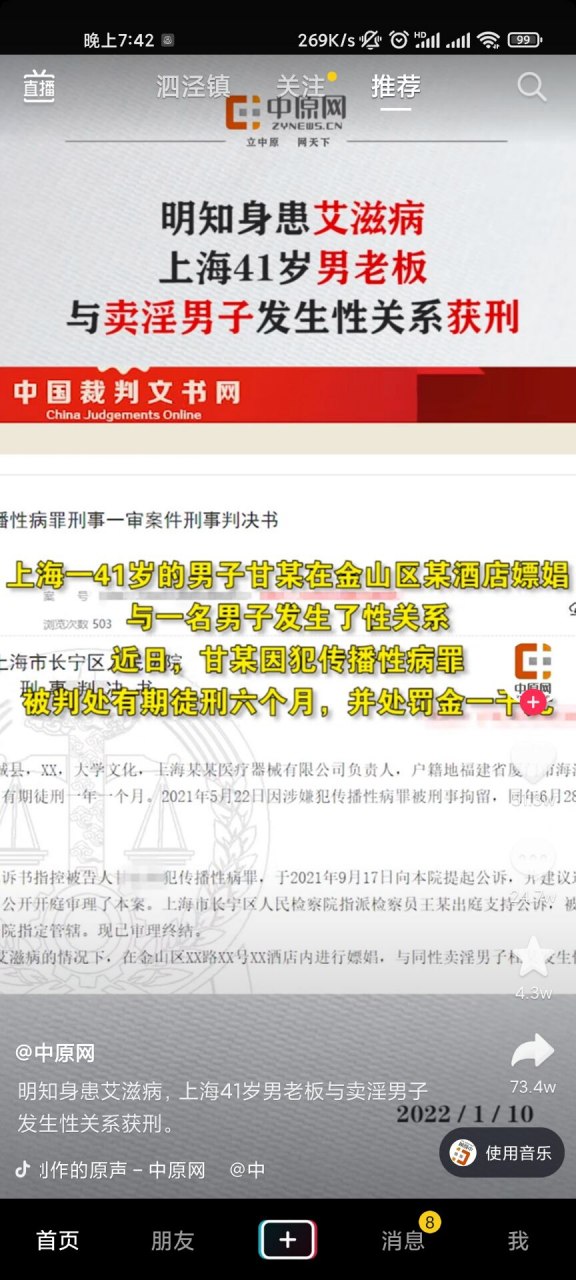 晚上7:42
269K/s
HD
99
直播
泗泾镇
关注
推荐
中原网
ZYNEWS.CN
立中原 网天下
明知身患艾滋病
上海41岁男老板
与卖淫男子发生性关系获刑
中国裁判文书网
China Judgements Online
播性病罪刑事一审案件刑事判决书
上海一41岁的男子甘某在金山区某酒店嫖娼
案 号
与一名男子发生了性关系
浏览次数 503
上海市长宁区人民法院
近日，甘某因犯传播性病罪
中原网
刑事判决书
被判处有期徒刑六个月，并处罚金一千元
城县，XX，大学文化，上海某某医疗器械有限公司负责人，户籍地福建省厦门市海沧
有期徒刑一年一个月。2021年5月22日因涉嫌犯传播性病罪被刑事拘留，同年6月28
诉书指控被告人甘 犯传播性病罪，于2021年9月17日向本院提起公诉，并建议适
公开开庭审理了本案。上海市长宁区人民检察院指派检察员王某出庭支持公诉，被
院指定管辖。现已审理终结。
艾滋病的情况下，在金山区XX路XX号XX酒店内进行嫖娼，与同性卖淫男子
4.3w
@中原网
明知身患艾滋病，上海41岁男老板与卖淫男子
发生性关系获刑。
73.4w
2022 / 1 / 10
创作的原声 – 中原网 @中
使用音乐
首页
朋友
消息
8
我